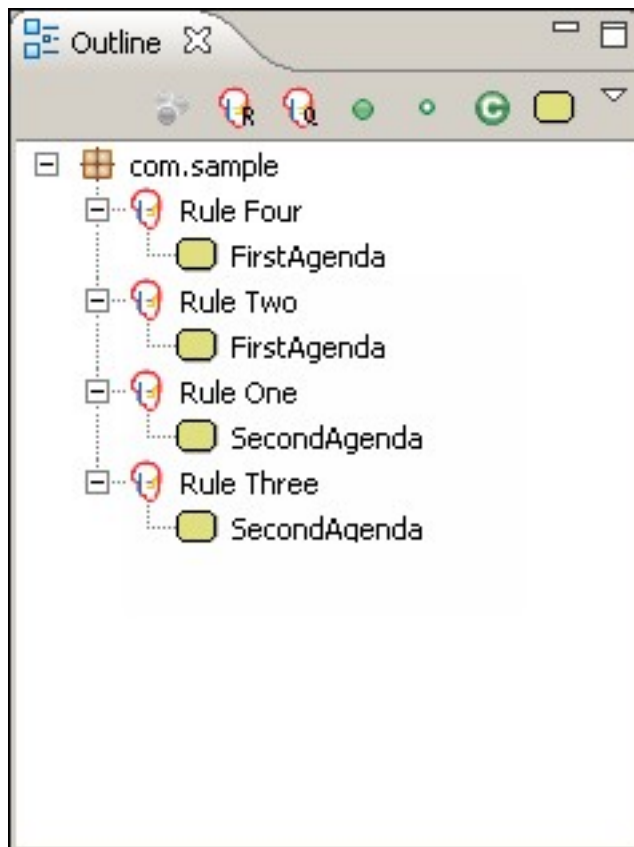 Outline
R Q C
com.sample
Rule Four
FirstAgenda
Rule Two
FirstAgenda
Rule One
SecondAgenda
Rule Three
SecondAgenda